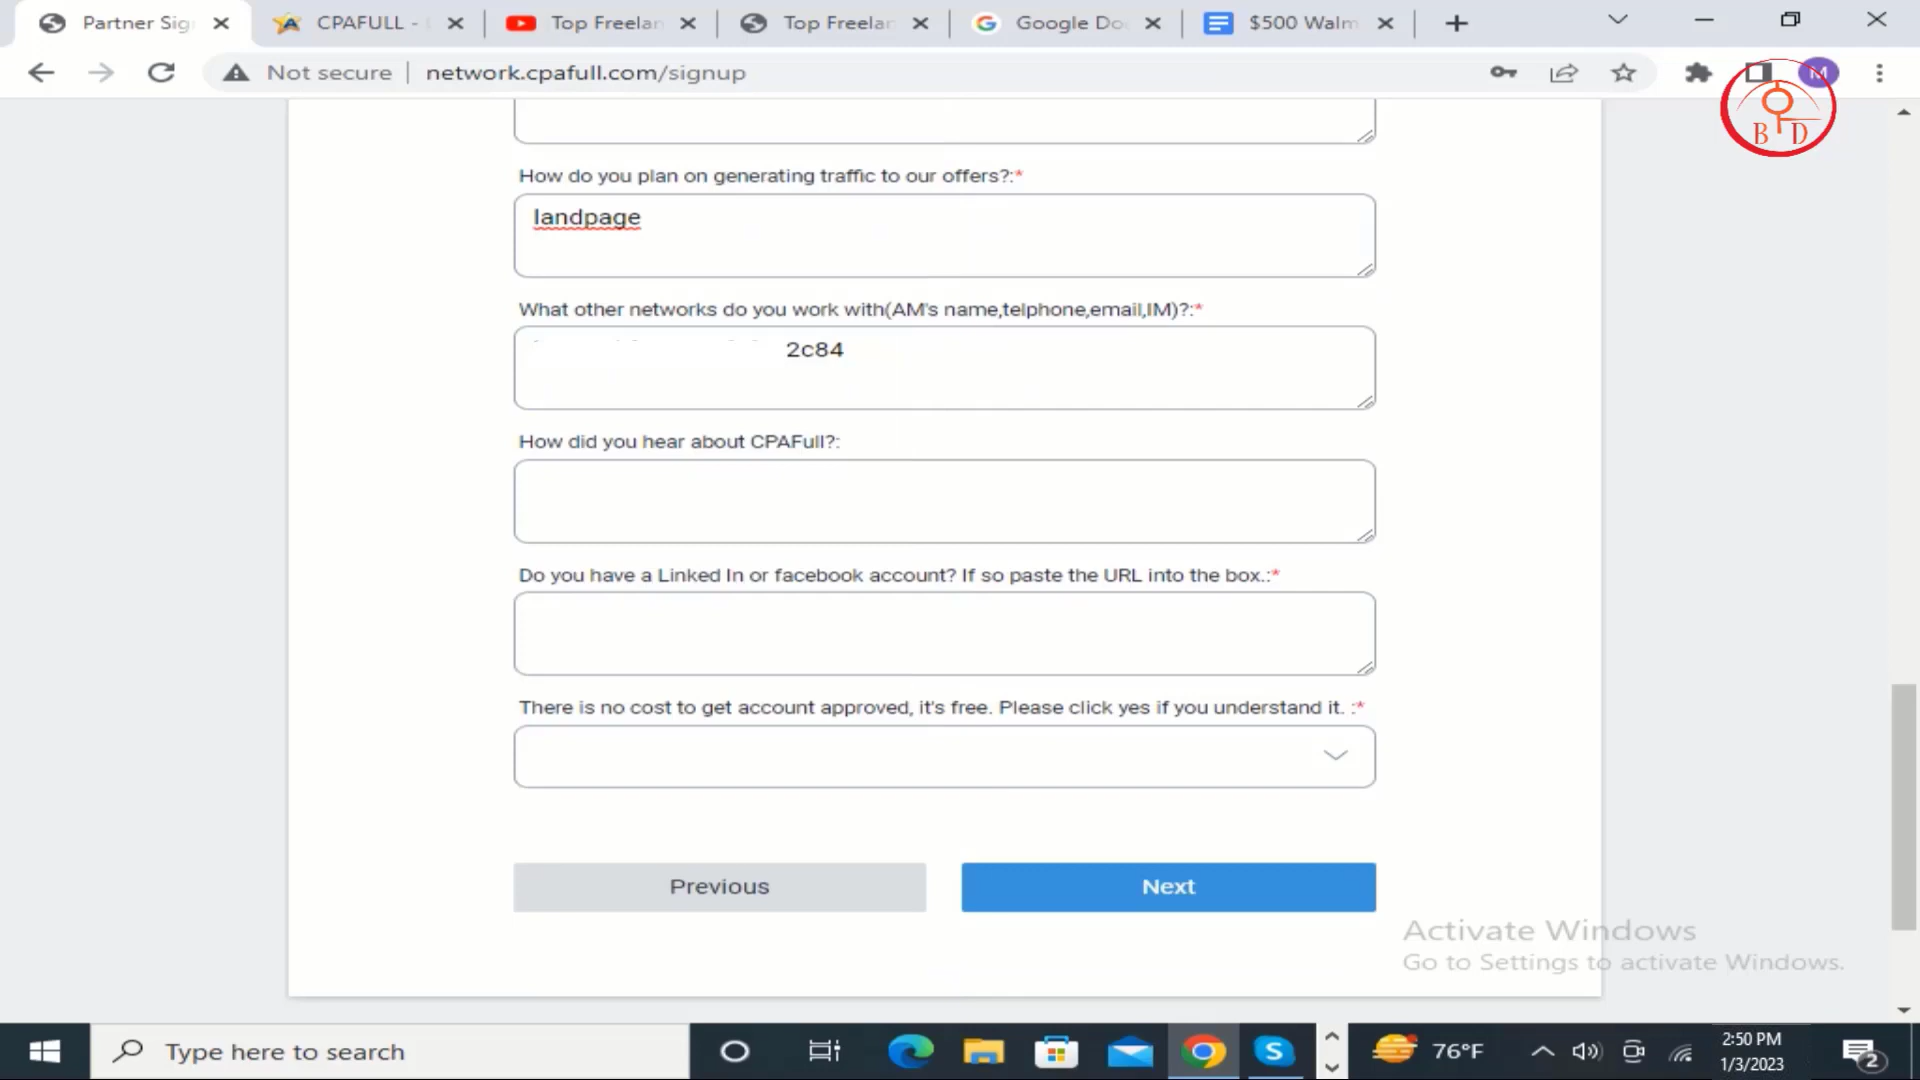 Partner Sig
CPAFULL -
Top Freelan
Top Freelan
Google Do
$500 Walm
Not secure
network.cpafull.com/signup
M
B D
How do you plan on generating traffic to our offers?:*
landpage
What other networks do you work with(AM's name,telphone,email,IM)?:*
2c84
How did you hear about CPAFull?:
Do you have a Linked In or facebook account? If so paste the URL into the box.:*
There is no cost to get account approved, it's free. Please click yes if you understand it. :*
Previous
Next
Activate Windows
Go to Settings to activate Windows.
Type here to search
S
76°F
2:50 PM
1/3/2023
2